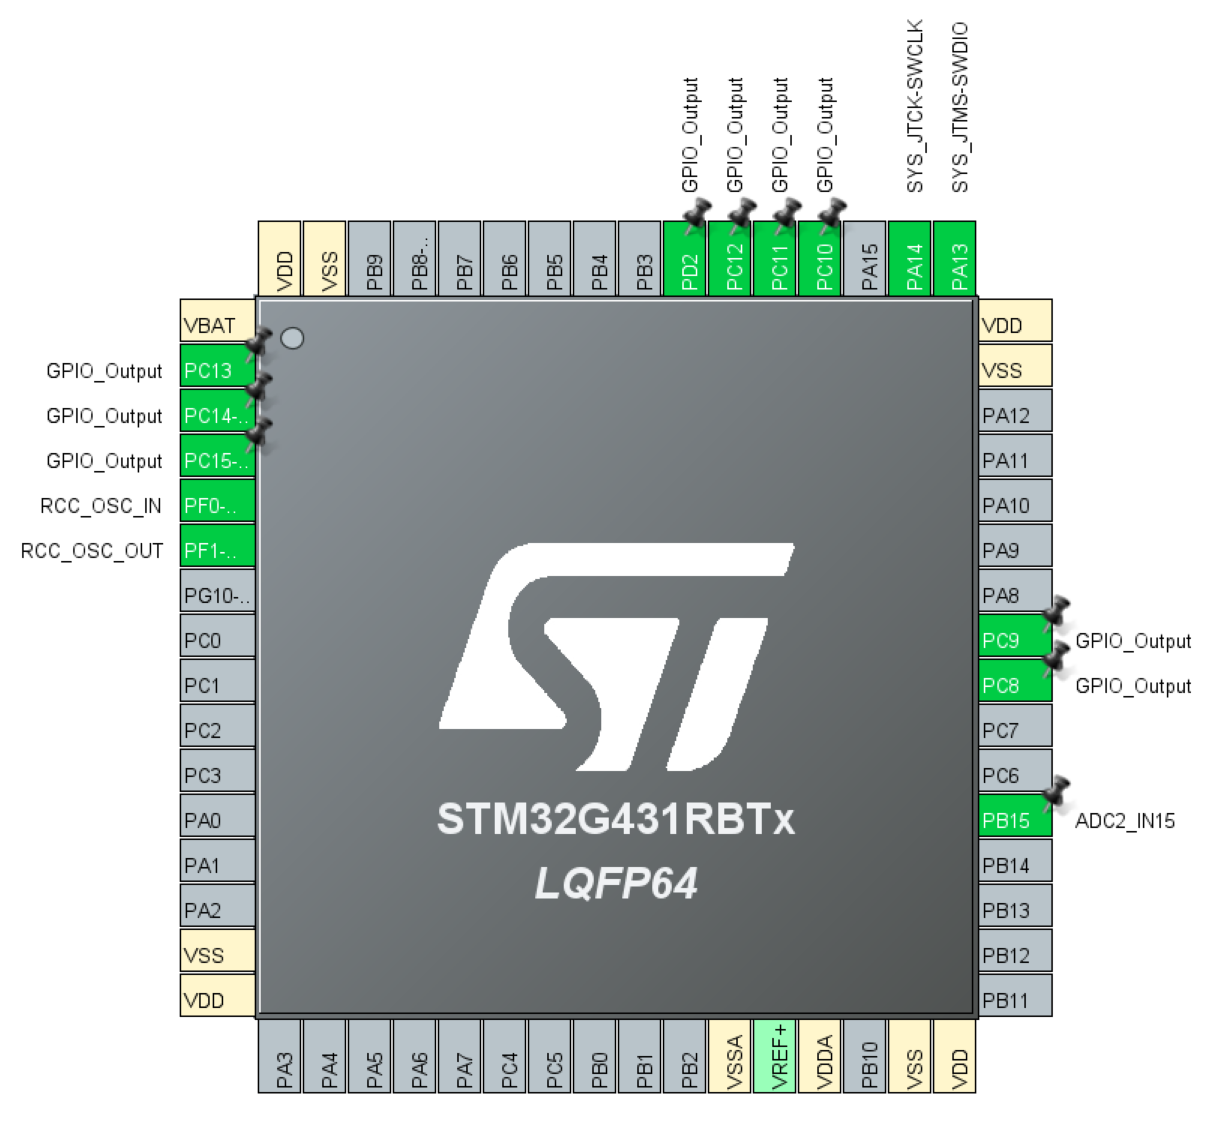 GPIO_Output
GPIO_Output
GPIO_Output
GPIO_Output
SYS_JTCK-SWCLK
SYS_JTMS-SWDIO
VDD
VSS
PB9
PB8-..
PB7
PB6
PB5
PB4
PB3
PD2
PC12
PC11
PC10
PA15
PA14
PA13
VBAT
GPIO_Output PC13
GPIO_Output PC14-..
GPIO_Output PC15-..
RCC_OSC_IN PF0-..
RCC_OSC_OUT PF1-..
PG10-..
PC0
PC1
PC2
PC3
PA0
PA1
PA2
VSS
VDD
ST
STM32G431RBTx
LQFP64
VDD
VSS
PA12
PA11
PA10
PA9
PA8
PC9 GPIO_Output
PC8 GPIO_Output
PC7
PC6
PB15 ADC2_IN15
PB14
PB13
PB12
PB11
PA3
PA4
PA5
PA6
PA7
PC4
PC5
PB0
PB1
PB2
VSSA
VREF+
VDDA
PB10
VSS
VDD